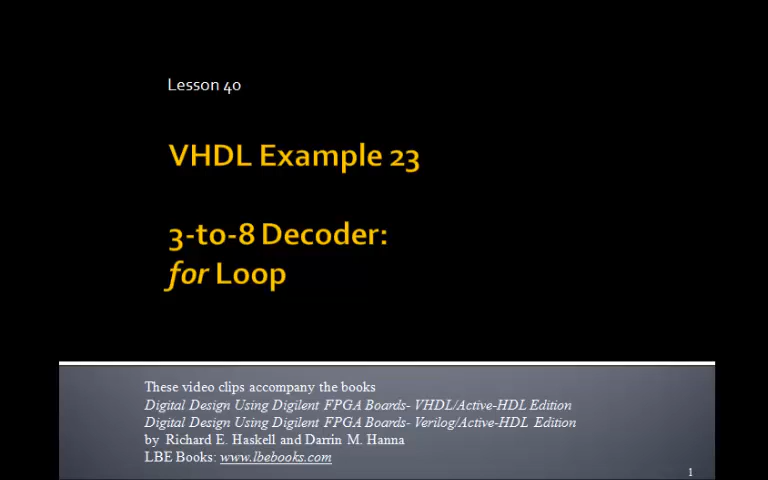 Lesson 40
VHDL Example 23
3-to-8 Decoder:
for Loop
These video clips accompany the books
Digital Design Using Digilent FPGA Boards- VHDL/Active-HDL Edition
Digital Design Using Digilent FPGA Boards- Verilog/Active-HDL Edition
by Richard E. Haskell and Darrin M. Hanna
LBE Books: www.lbebooks.com
1